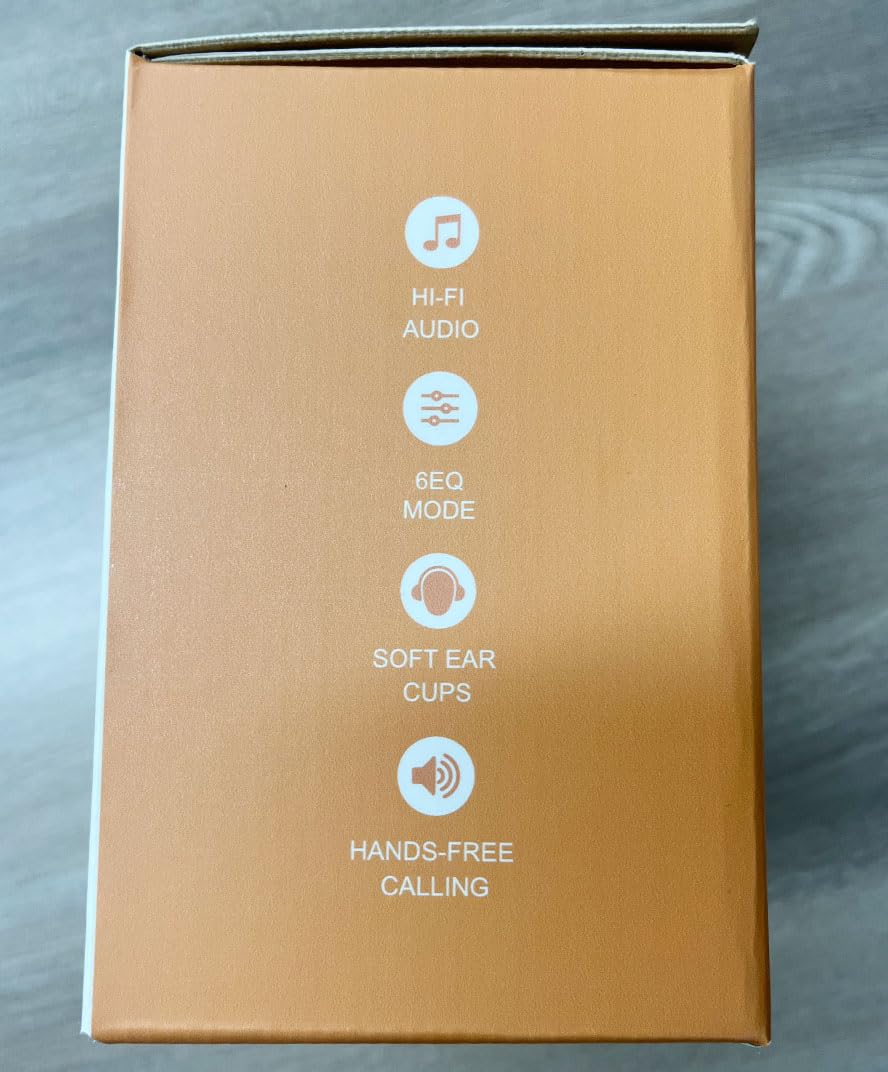 HI-FI
AUDIO
6EQ
MODE
SOFT EAR
CUPS
HANDS-FREE
CALLING